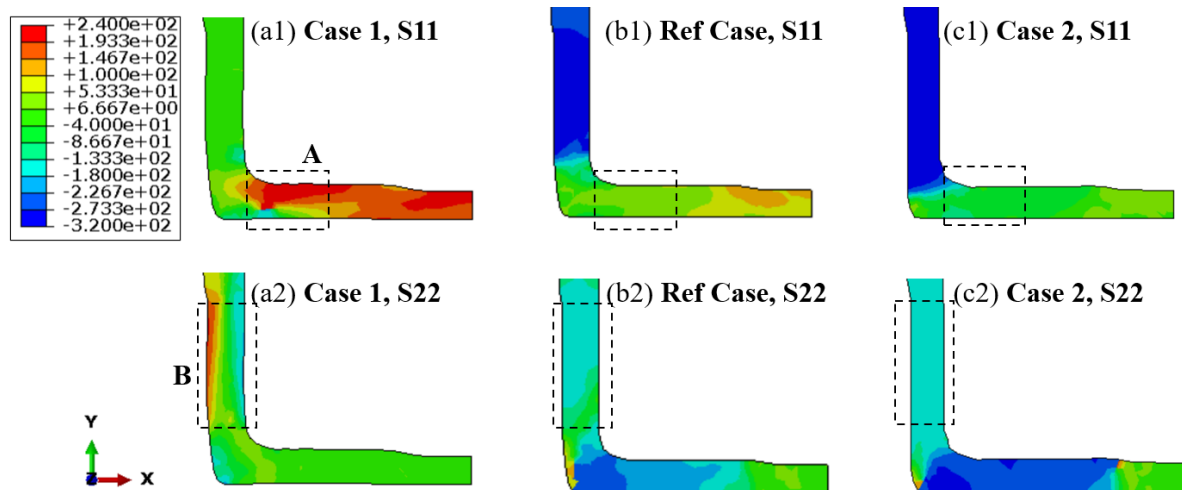 +2.400e+02
+1.933e+02
+1.467e+02
+1.000e+02
+5.333e+01
+6.667e+00
-4.000e+01
-8.667e+01
-1.333e+02
-1.800e+02
-2.267e+02
-2.733e+02
-3.200e+02
(a1) Case 1, S11
(b1) Ref Case, S11
(c1) Case 2, S11
A
(a2) Case 1, S22
(b2) Ref Case, S22
(c2) Case 2, S22
B
Y
Z
X